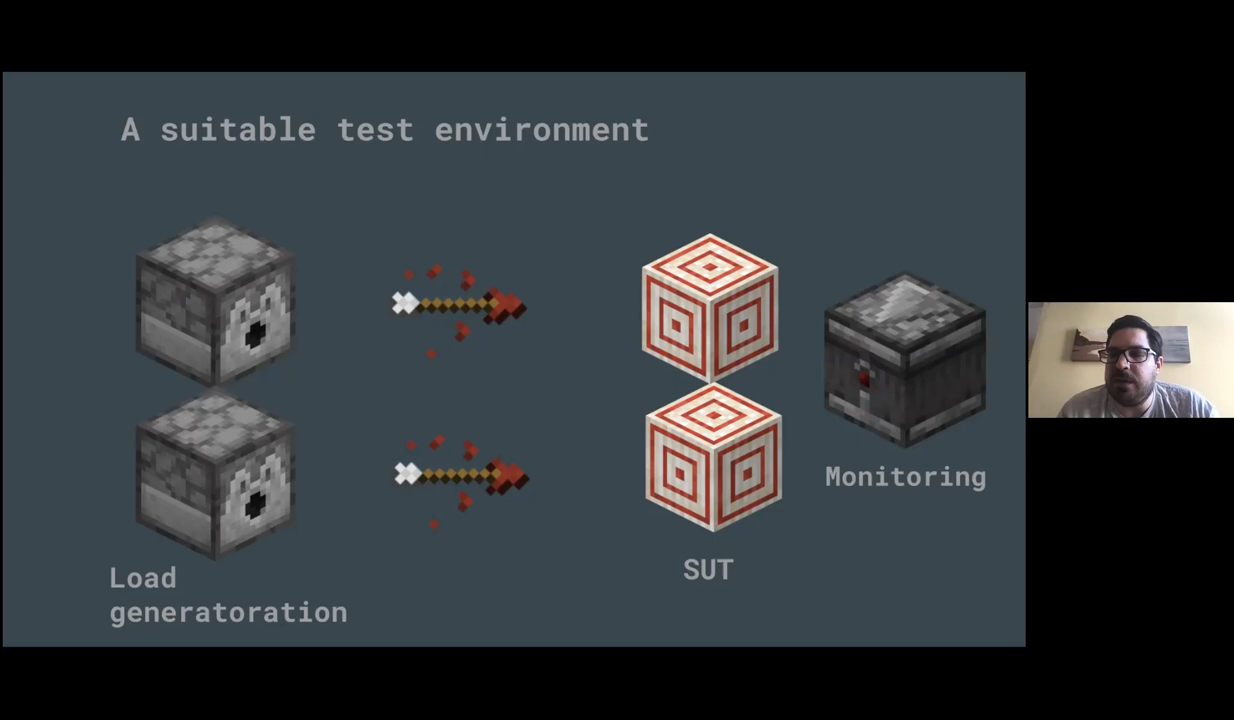 A suitable test environment
Monitoring
SUT
Load
generatoration